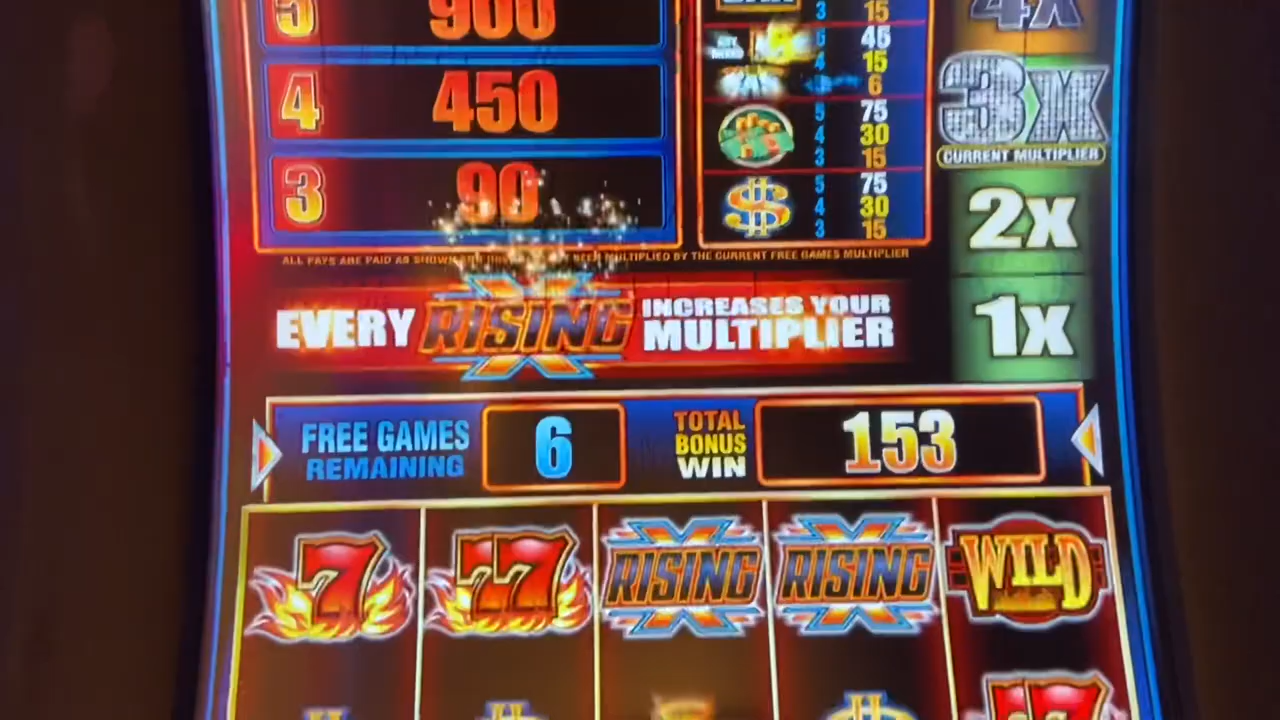 5 900
4 450
3 90
3 15
5 45
4 15
6
5 75
4 30
3 15
5 75
4 30
3 15
4X
3X
CURRENT MULTIPLIER
2X
1X
ALL PAYS ARE PAID AS SHOWN MULTIPLIED BY THE CURRENT FREE GAMES MULTIPLIER
EVERY X RISING INCREASES YOUR
MULTIPLIER
FREE GAMES
REMAINING
6
TOTAL
BONUS
WIN
153
7
77
X RISING
X RISING
WILD